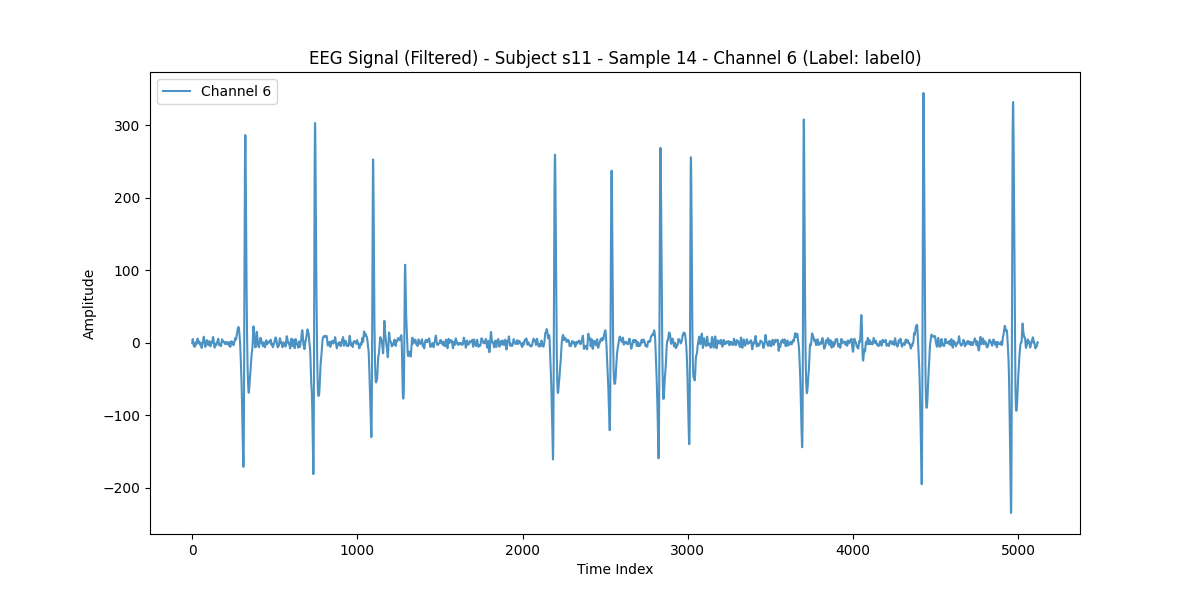 EEG Signal (Filtered) - Subject s11 - Sample 14 - Channel 6 (Label: label0)
Channel 6
Amplitude
300
200
100
0
−100
−200
0 1000 2000 3000 4000 5000
Time Index